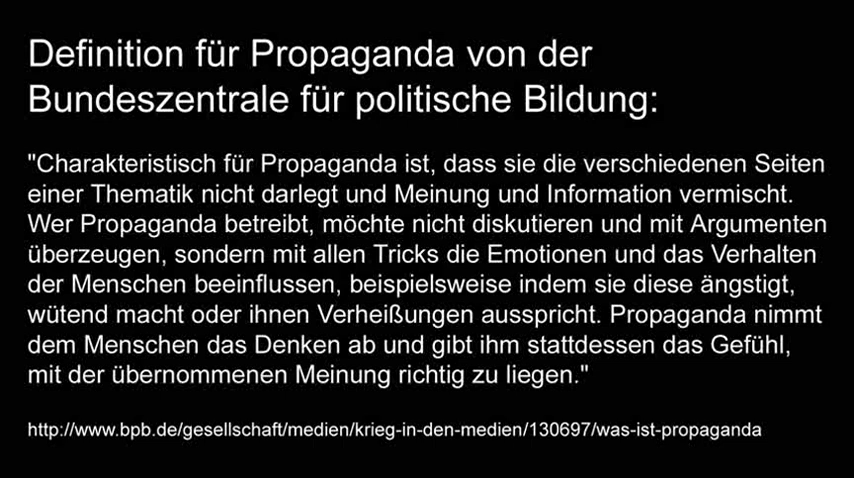 Definition für Propaganda von der
Bundeszentrale für politische Bildung:
"Charakteristisch für Propaganda ist, dass sie die verschiedenen Seiten
einer Thematik nicht darlegt und Meinung und Information vermischt.
Wer Propaganda betreibt, möchte nicht diskutieren und mit Argumenten
überzeugen, sondern mit allen Tricks die Emotionen und das Verhalten
der Menschen beeinflussen, beispielsweise indem sie diese ängstigt,
wütend macht oder ihnen Verheißungen ausspricht. Propaganda nimmt
dem Menschen das Denken ab und gibt ihm stattdessen das Gefühl,
mit der übernommenen Meinung richtig zu liegen."
http://www.bpb.de/gesellschaft/medien/krieg-in-den-medien/130697/was-ist-propaganda